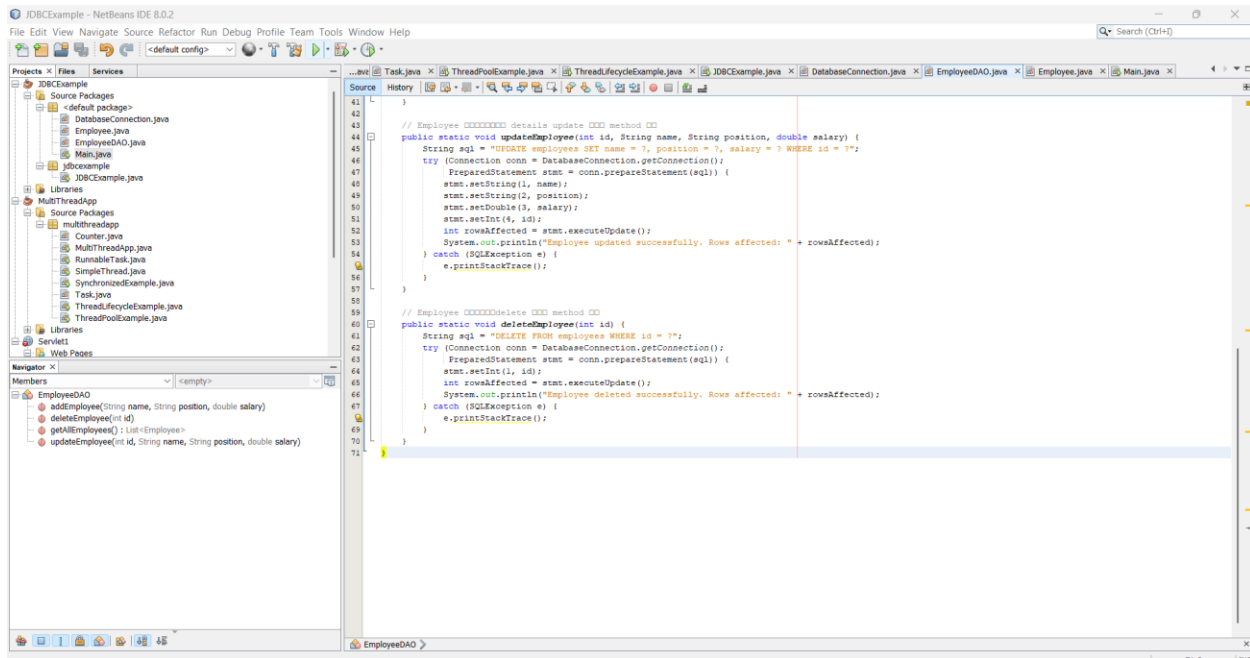 JDBCExample - NetBeans IDE 8.0.2
File Edit View Navigate Source Refactor Run Debug Profile Team Tools Window Help
Search (Ctrl+I)
<default config>
Projects Files Services
JDBCExample
Source Packages
<default package>
DatabaseConnection.java
Employee.java
EmployeeDAO.java
Main.java
jdbcexample
JDBCExample.java
Libraries
MultiThreadApp
Source Packages
multithreadapp
Counter.java
MultiThreadApp.java
RunnableTask.java
SimpleThread.java
SynchronizedExample.java
Task.java
ThreadLifecycleExample.java
ThreadPoolExample.java
Libraries
Servlet1
Web Pages
Navigator
Members <empty>
EmployeeDAO
addEmployee(String name, String position, double salary)
deleteEmployee(int id)
getAllEmployees() : List<Employee>
updateEmployee(int id, String name, String position, double salary)
...ava Task.java ThreadPoolExample.java ThreadLifecycleExample.java JDBCExample.java DatabaseConnection.java EmployeeDAO.java Employee.java Main.java
Source History
41 }
42
43 // Employee □□□□□□□□ details update □□□ method □□
44 public static void updateEmployee(int id, String name, String position, double salary) {
45 String sql = "UPDATE employees SET name = ?, position = ?, salary = ? WHERE id = ?";
46 try (Connection conn = DatabaseConnection.getConnection();
47 PreparedStatement stmt = conn.prepareStatement(sql)) {
48 stmt.setString(1, name);
49 stmt.setString(2, position);
50 stmt.setDouble(3, salary);
51 stmt.setInt(4, id);
52 int rowsAffected = stmt.executeUpdate();
53 System.out.println("Employee updated successfully. Rows affected: " + rowsAffected);
54 } catch (SQLException e) {
e.printStackTrace();
56 }
57 }
58
59 // Employee □□□□□□delete □□□ method □□
60 public static void deleteEmployee(int id) {
61 String sql = "DELETE FROM employees WHERE id = ?";
62 try (Connection conn = DatabaseConnection.getConnection();
63 PreparedStatement stmt = conn.prepareStatement(sql)) {
64 stmt.setInt(1, id);
65 int rowsAffected = stmt.executeUpdate();
66 System.out.println("Employee deleted successfully. Rows affected: " + rowsAffected);
67 } catch (SQLException e) {
e.printStackTrace();
69 }
70 }
71 }
EmployeeDAO